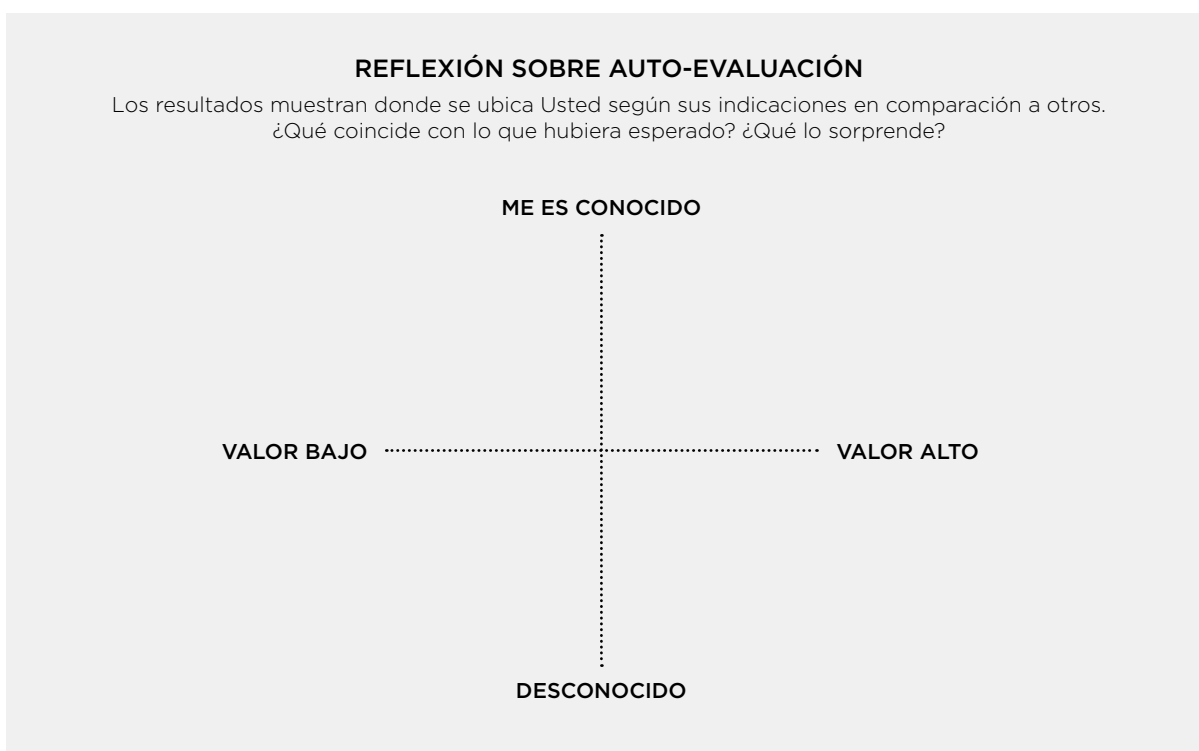 REFLEXIÓN SOBRE AUTO-EVALUACIÓN
Los resultados muestran donde se ubica Usted según sus indicaciones en comparación a otros.
¿Qué coincide con lo que hubiera esperado? ¿Qué lo sorprende?
ME ES CONOCIDO
VALOR BAJO
VALOR ALTO
DESCONOCIDO